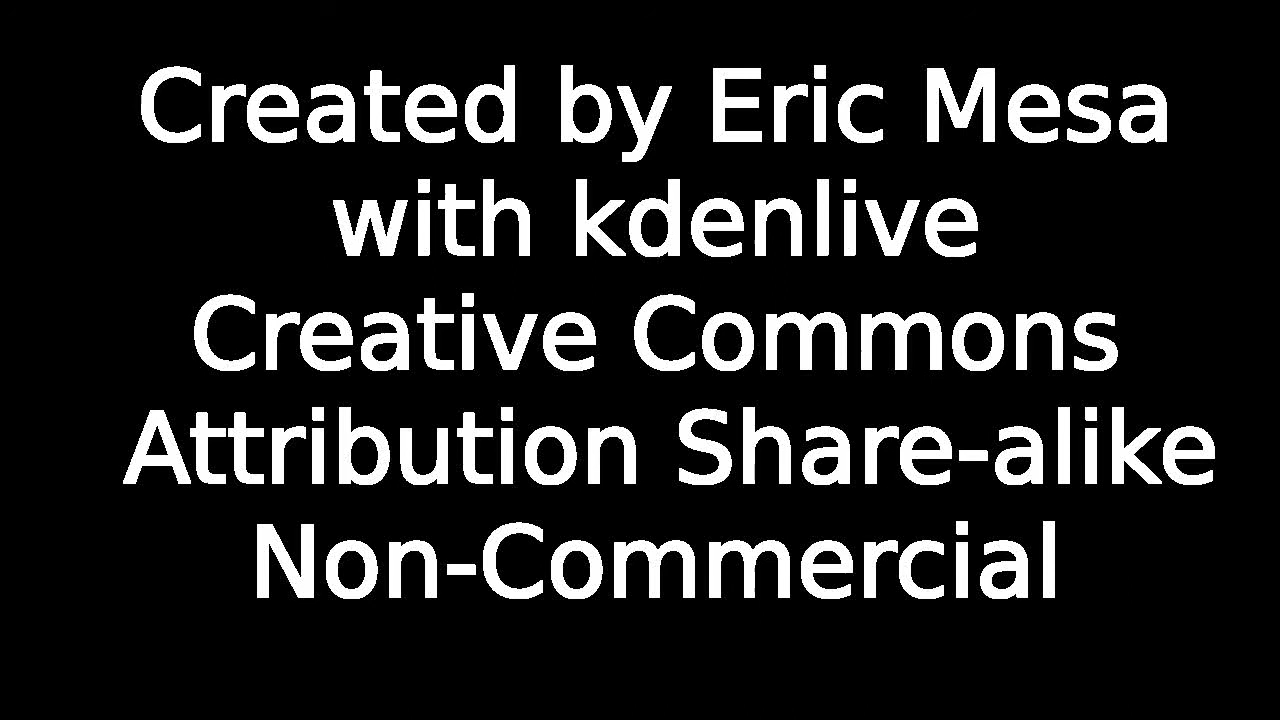 Created by Eric Mesa
with kdenlive
Creative Commons
Attribution Share-alike
Non-Commercial